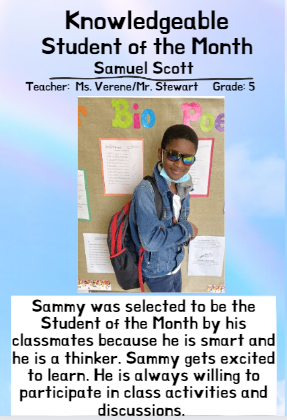 Knowledgeable
Student of the Month
Samuel Scott
Teacher: Ms. Verene/Mr. Stewart Grade: 5
Bio Poe
Sammy was selected to be the
Student of the Month by his
classmates because he is smart and
he is a thinker. Sammy gets excited
to learn. He is always willing to
participate in class activities and
discussions.